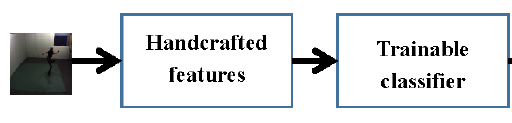 Handcrafted
features
Trainable
classifier